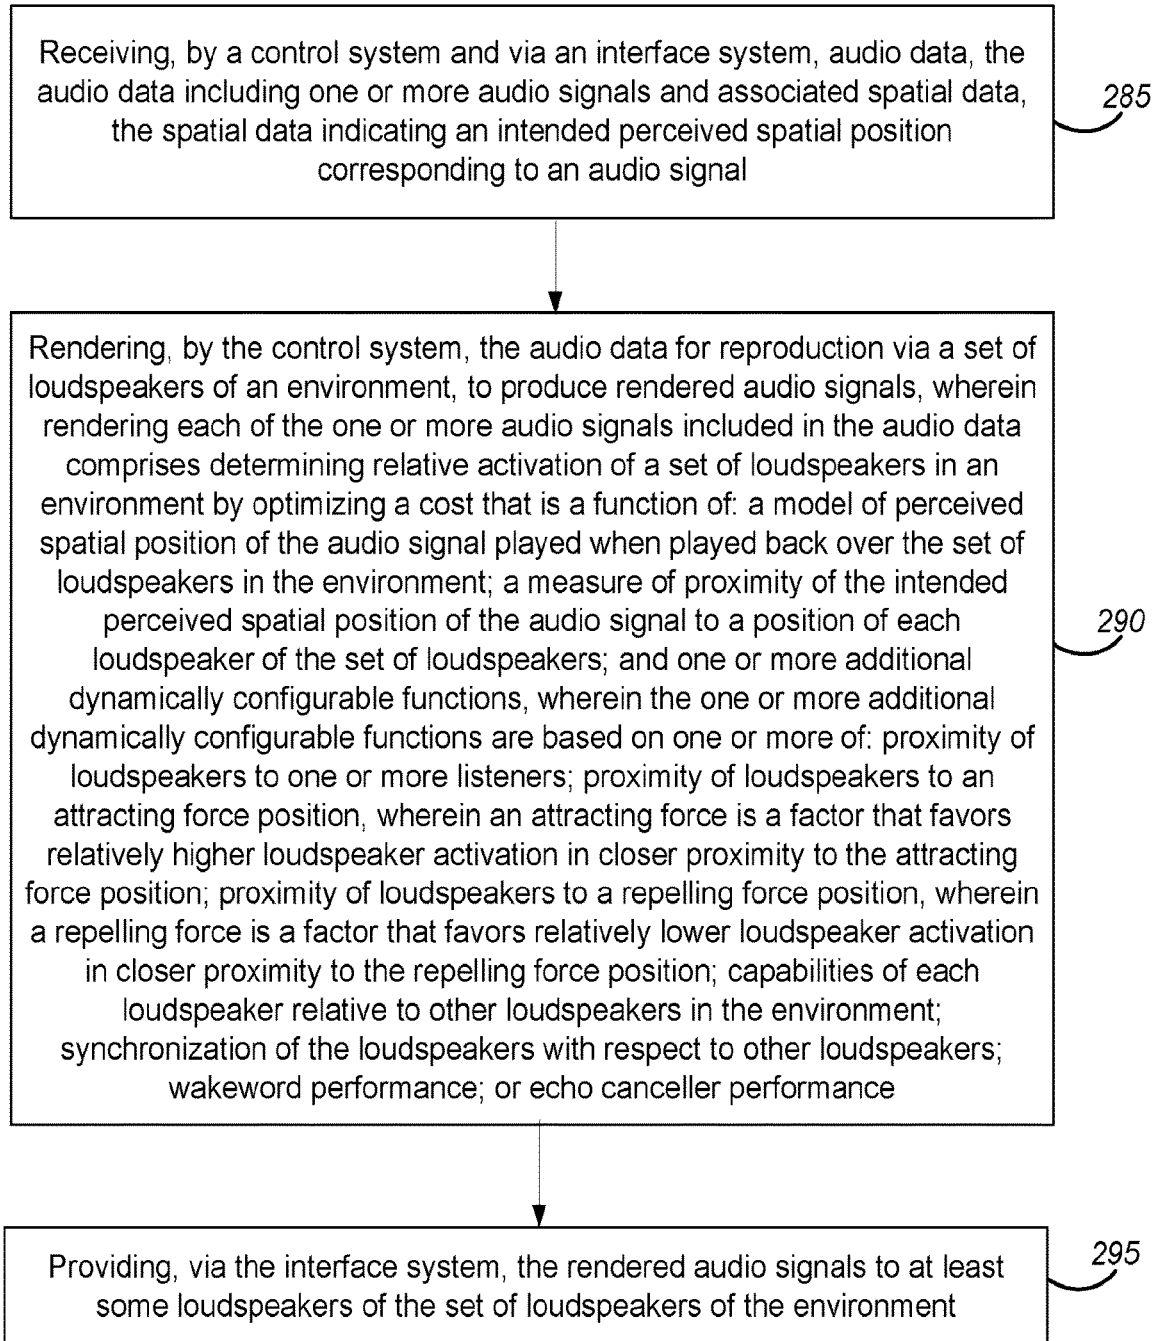 Receiving, by a control system and via an interface system, audio data, the
audio data including one or more audio signals and associated spatial data,
the spatial data indicating an intended perceived spatial position
corresponding to an audio signal
285
Rendering, by the control system, the audio data for reproduction via a set of
loudspeakers of an environment, to produce rendered audio signals, wherein
rendering each of the one or more audio signals included in the audio data
comprises determining relative activation of a set of loudspeakers in an
environment by optimizing a cost that is a function of: a model of perceived
spatial position of the audio signal played when played back over the set of
loudspeakers in the environment; a measure of proximity of the intended
perceived spatial position of the audio signal to a position of each
loudspeaker of the set of loudspeakers; and one or more additional
dynamically configurable functions, wherein the one or more additional
dynamically configurable functions are based on one or more of: proximity of
loudspeakers to one or more listeners; proximity of loudspeakers to an
attracting force position, wherein an attracting force is a factor that favors
relatively higher loudspeaker activation in closer proximity to the attracting
force position; proximity of loudspeakers to a repelling force position, wherein
a repelling force is a factor that favors relatively lower loudspeaker activation
in closer proximity to the repelling force position; capabilities of each
loudspeaker relative to other loudspeakers in the environment;
synchronization of the loudspeakers with respect to other loudspeakers;
wakeword performance; or echo canceller performance
290
Providing, via the interface system, the rendered audio signals to at least
some loudspeakers of the set of loudspeakers of the environment
295